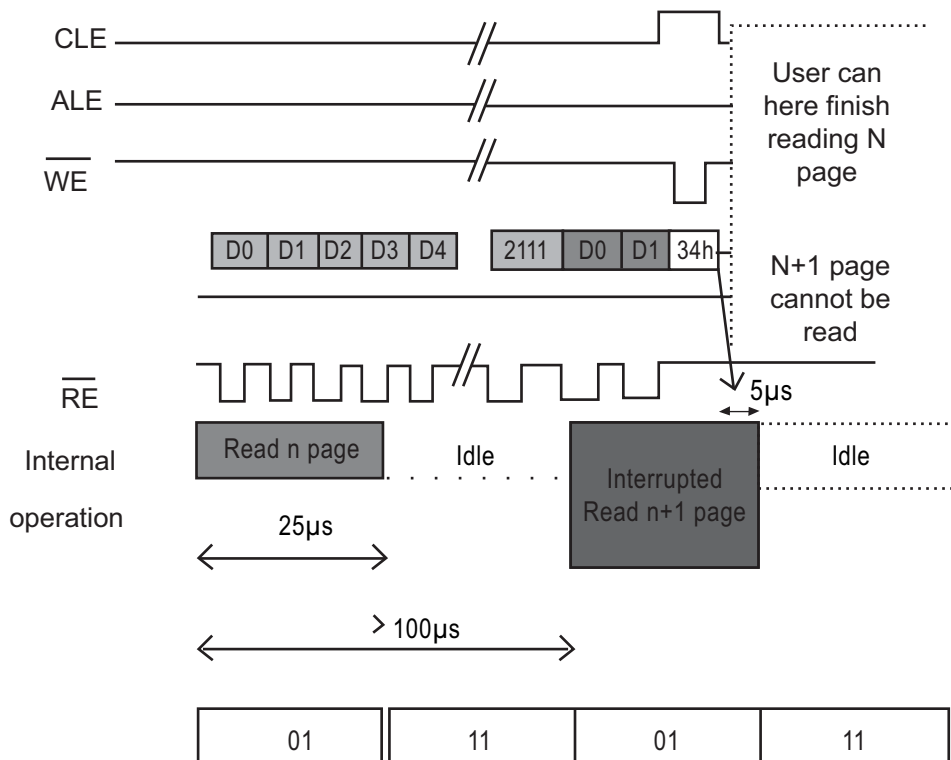 CLE
ALE
WE
User can
here finish
reading N
page
D0 D1 D2 D3 D4 2111 D0 D1 34h
N+1 page
cannot be
read
RE
5µs
Internal
operation
Read n page
Idle
Interrupted
Read n+1 page
Idle
25µs
> 100µs
01 11 01 11